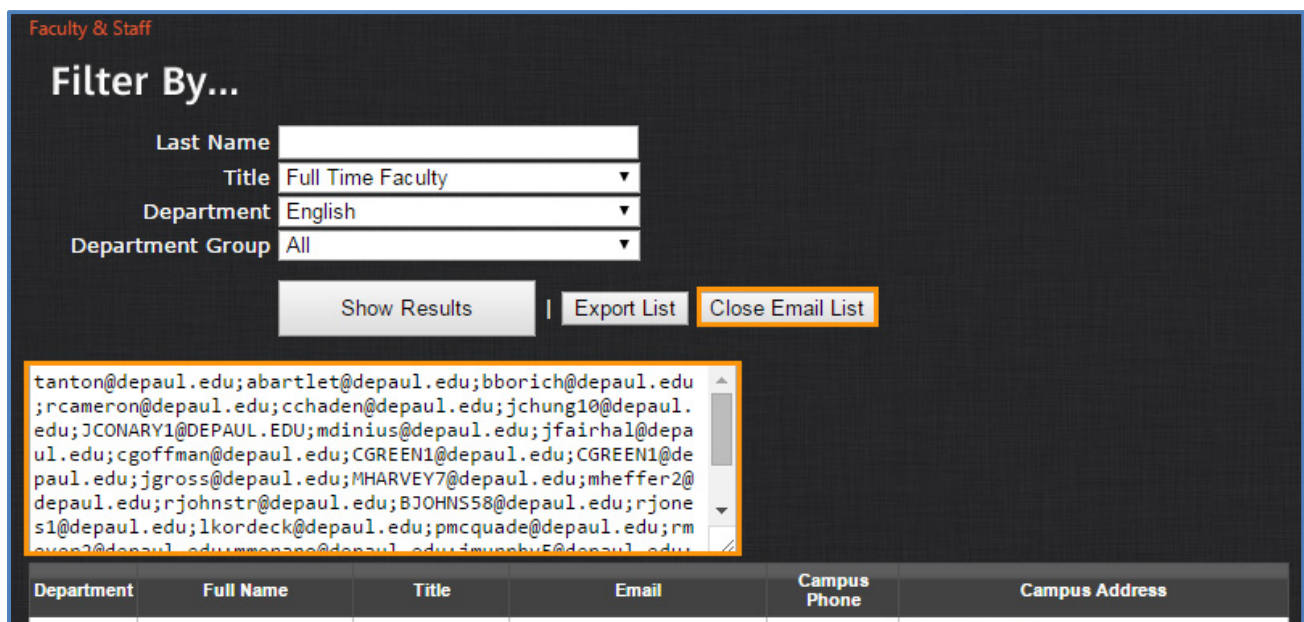 Faculty & Staff
Filter By...
Last Name
Title Full Time Faculty
Department English
Department Group All
Show Results | Export List Close Email List
tanton@depaul.edu;abartlet@depaul.edu;bborich@depaul.edu
;rcameron@depaul.edu;cchaden@depaul.edu;jchung10@depaul.
edu;JCONARY1@DEPAUL.EDU;mdinius@depaul.edu;jfairhal@depa
ul.edu;cgoffman@depaul.edu;CGREEN1@depaul.edu;CGREEN1@de
paul.edu;jgross@depaul.edu;MHARVEY7@depaul.edu;mheffer2@
depaul.edu;rjohnstr@depaul.edu;BJOHNS58@depaul.edu;rjone
s1@depaul.edu;lkordeck@depaul.edu;pmcquade@depaul.edu;rm
Department Full Name Title Email Campus Phone Campus Address